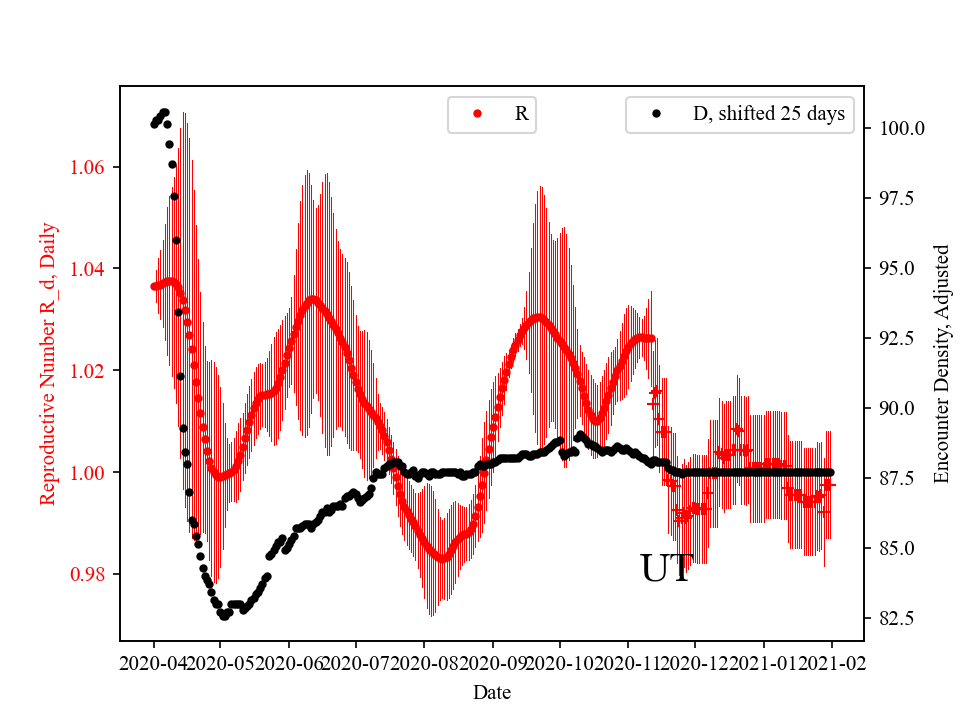 R
D, shifted 25 days
Reproductive Number R_d, Daily
1.06
1.04
1.02
1.00
0.98
100.0
97.5
95.0
92.5
90.0
87.5
85.0
82.5
Encounter Density, Adjusted
UT
2020-04 2020-05 2020-06 2020-07 2020-08 2020-09 2020-10 2020-11 2020-12 2021-01 2021-02
Date